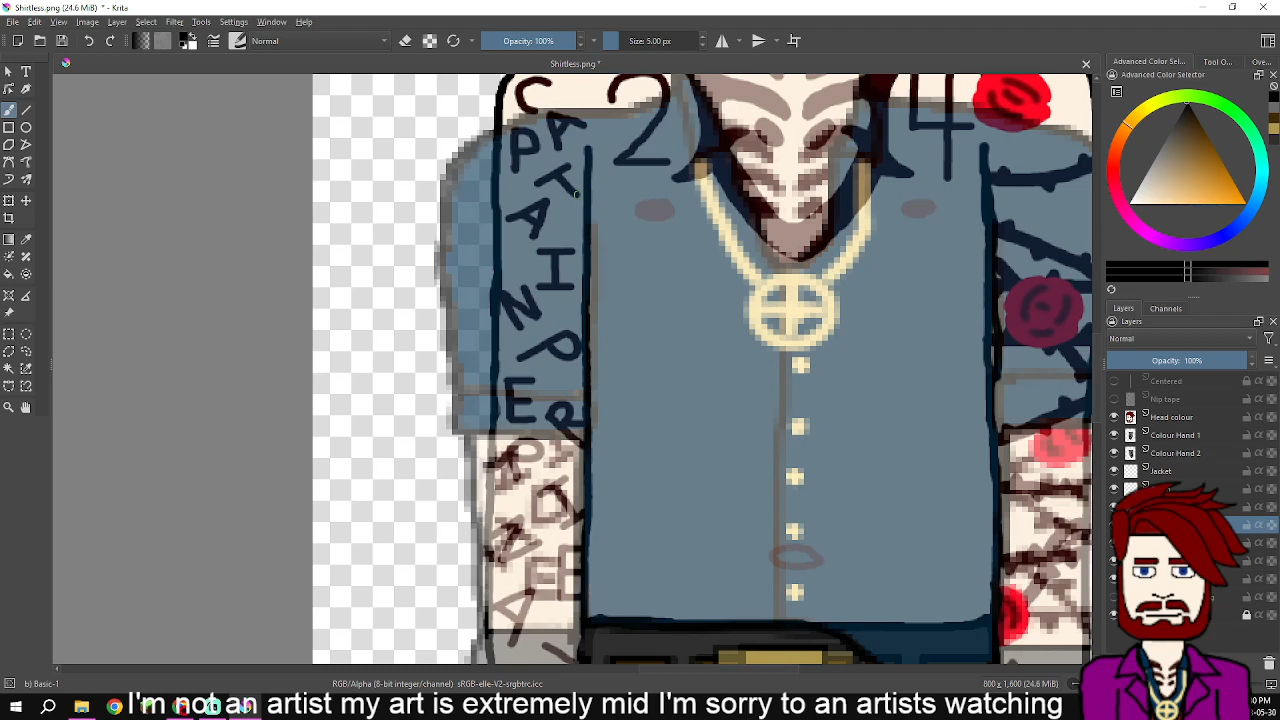 Shirtless.png (24.6 MiB) * - Krita
File Edit View Image Layer Select Filter Tools Settings Window Help
Normal Opacity: 100% Size: 5.00 px
Shirtless.png *
Advanced Color Sel... Tool O... Ove...
Advanced Color Selector
C 2 4
P A
T
A
I
N
P
E R
Layers Channels
Layers
Normal
Opacity: 100%
Centered
Nip tape
Head colour
Colour Hand 1
Colour Hand 2
Jacket
b) Basic-1 RGB/Alpha (8-bit integer/channel) sRGB-elle-V2-srgbtrc.icc 800 x 1,600
I'm not an artist my art is extremely mid I'm sorry to an artists watching